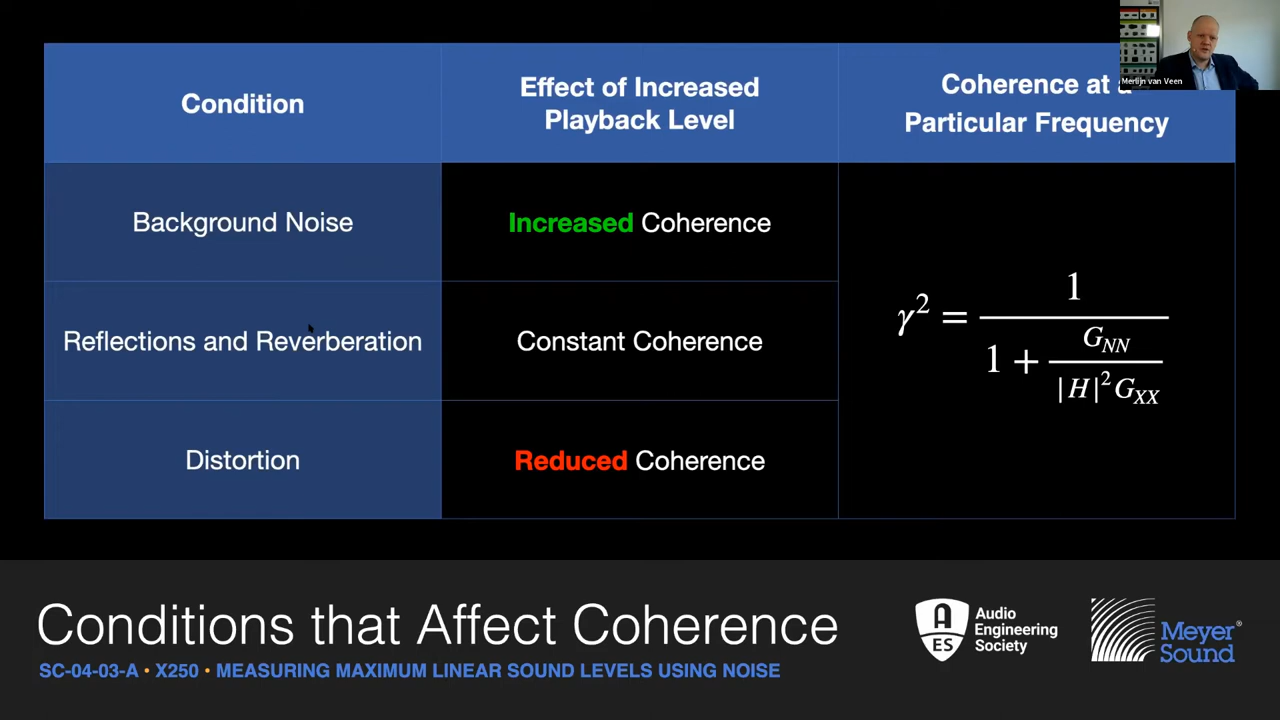 Merlijn van Veen
Condition
Effect of Increased
Playback Level
Coherence at a
Particular Frequency
Background Noise
Increased Coherence
Reflections and Reverberation
Constant Coherence
Distortion
Reduced Coherence
γ² = 1 / (1 + G_NN / (|H|² G_XX))
Conditions that Affect Coherence
SC-04-03-A • X250 • MEASURING MAXIMUM LINEAR SOUND LEVELS USING NOISE
AES
Audio
Engineering
Society
Meyer
Sound®